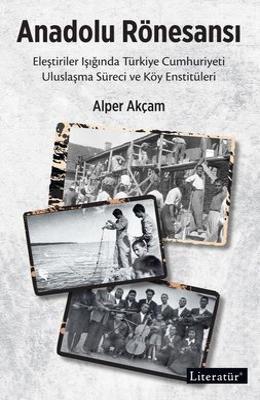 Anadolu Rönesansı
Eleştiriler Işığında Türkiye Cumhuriyeti
Uluslaşma Süreci ve Köy Enstitüleri
Alper Akçam
Literatür®